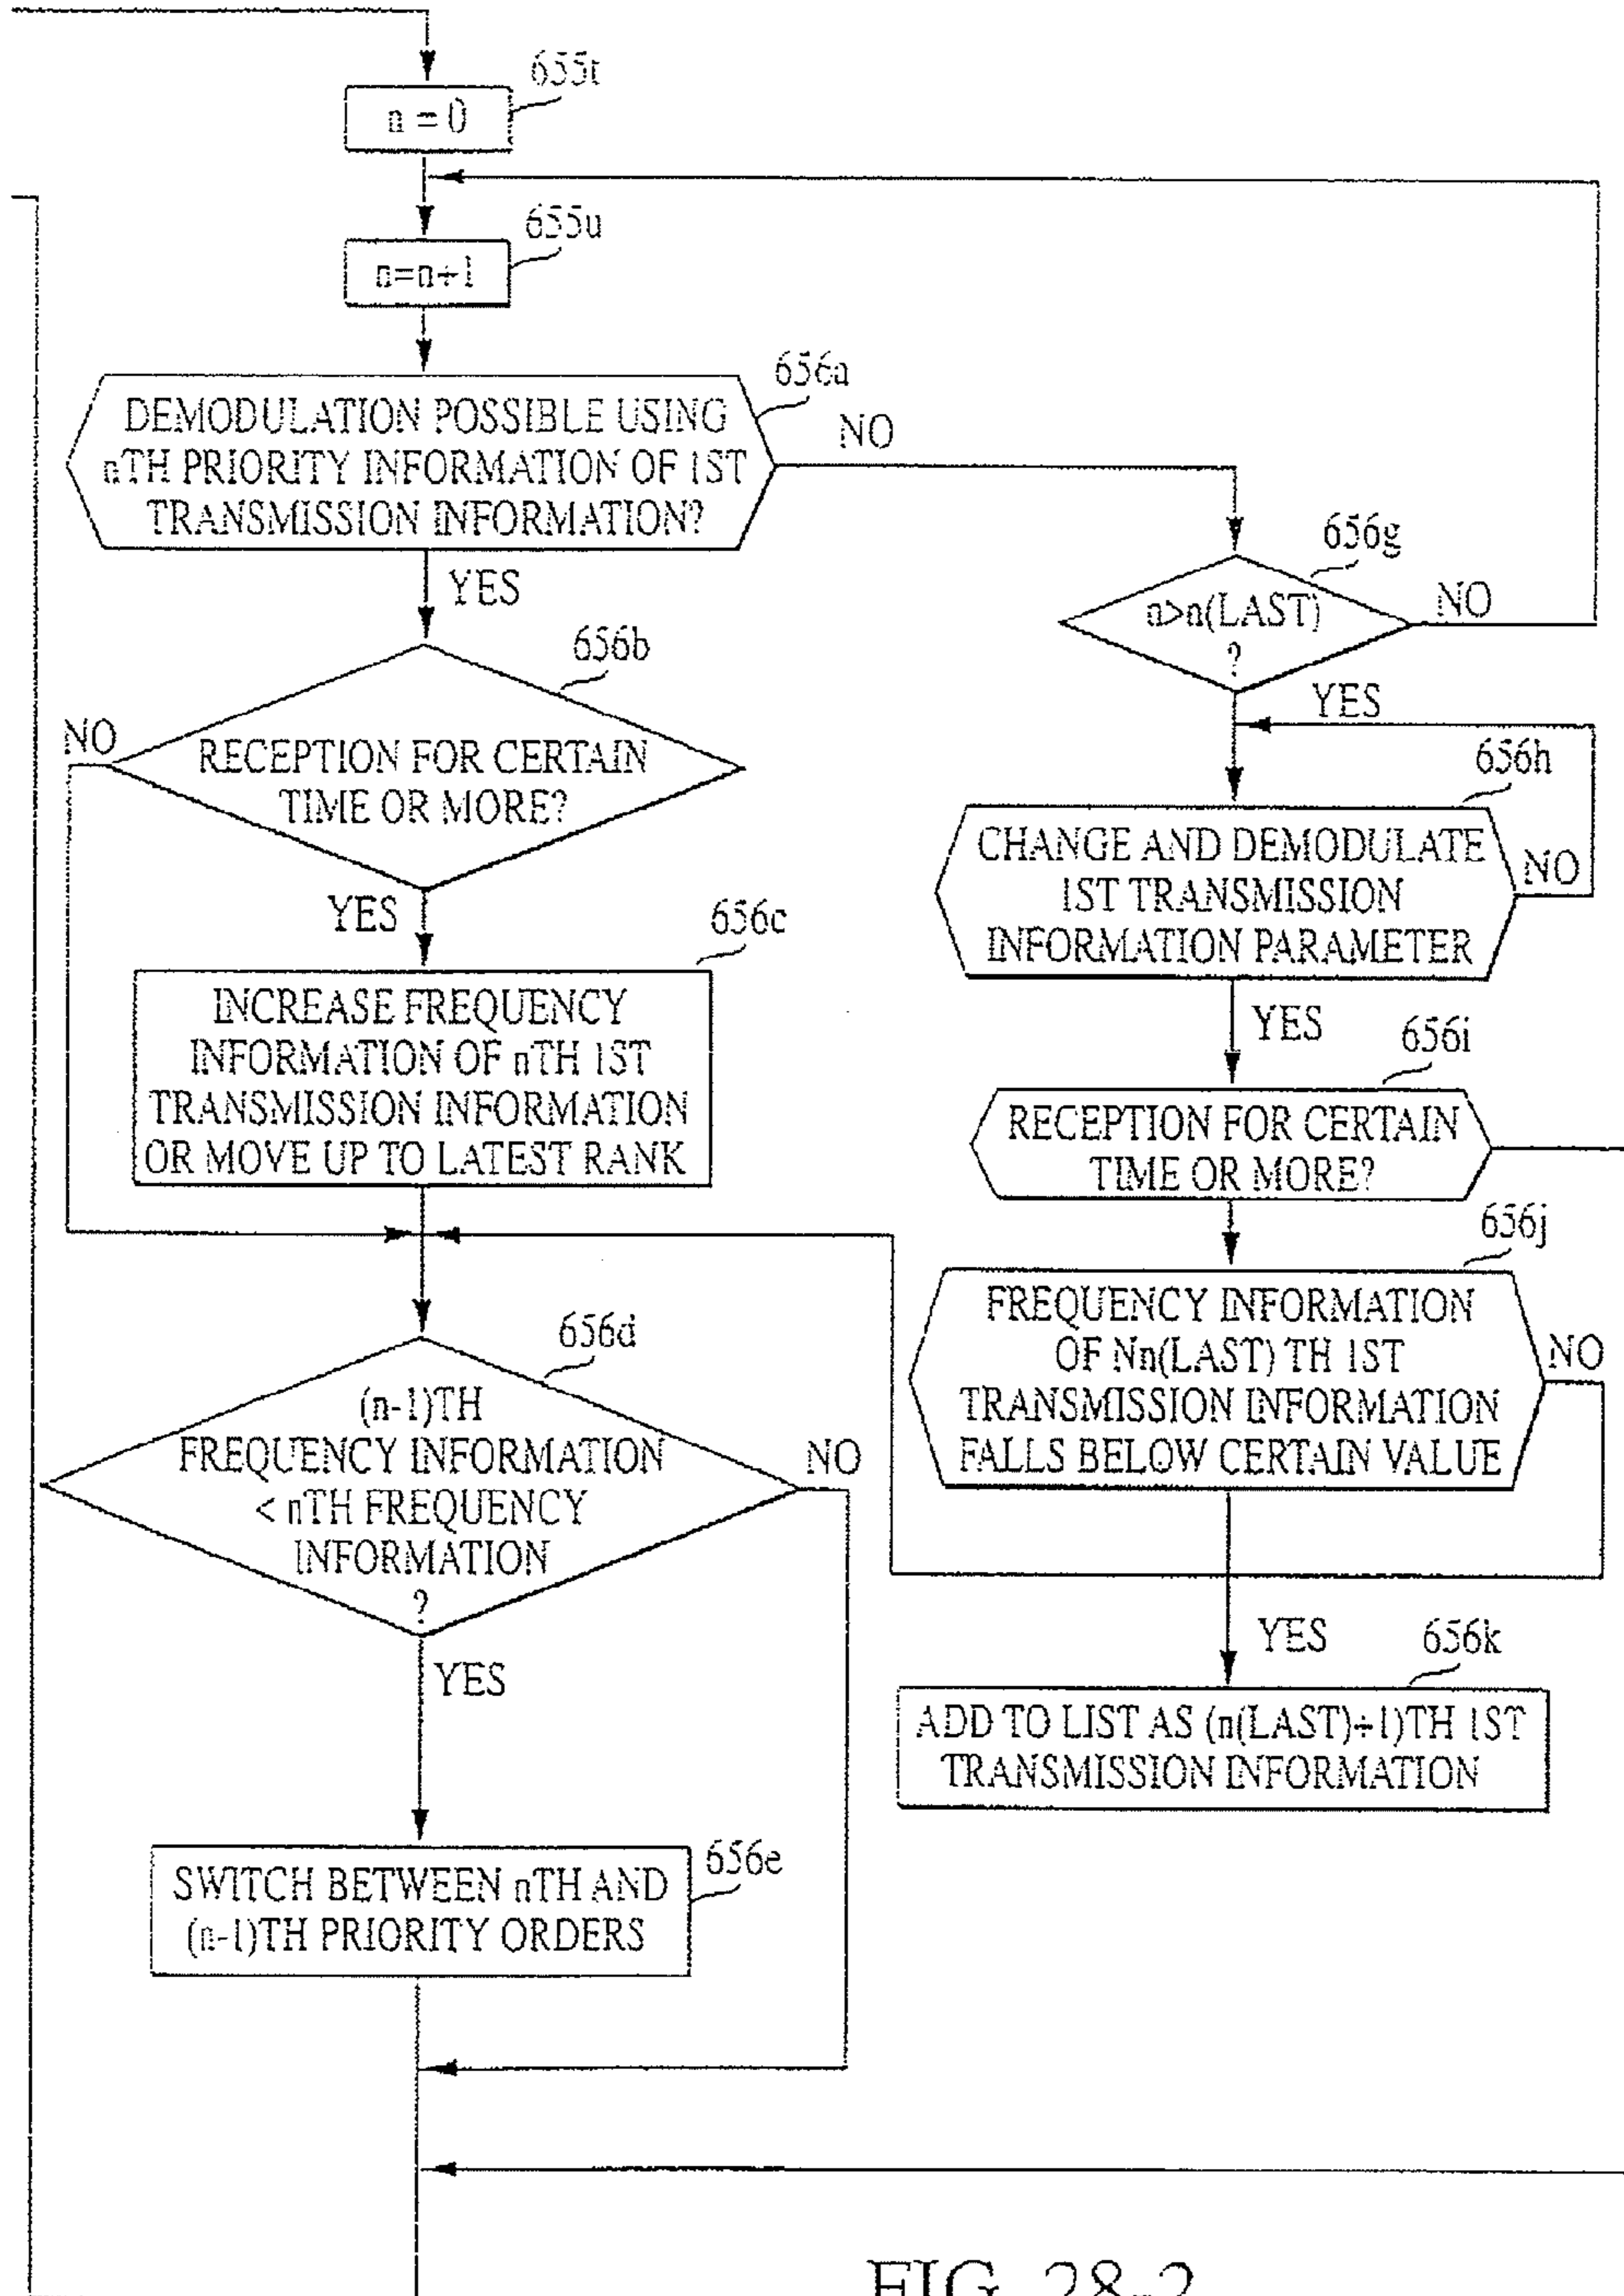 655t
n = 0
655u
n=n+1
656a
DEMODULATION POSSIBLE USING
nTH PRIORITY INFORMATION OF 1ST
TRANSMISSION INFORMATION?
NO
YES
656g
n>n(LAST)
?
NO
YES
656b
NO
RECEPTION FOR CERTAIN
TIME OR MORE?
YES
656h
CHANGE AND DEMODULATE
1ST TRANSMISSION
INFORMATION PARAMETER
NO
YES
656c
INCREASE FREQUENCY
INFORMATION OF nTH 1ST
TRANSMISSION INFORMATION
OR MOVE UP TO LATEST RANK
656i
RECEPTION FOR CERTAIN
TIME OR MORE?
656j
FREQUENCY INFORMATION
OF Nn(LAST) TH 1ST
TRANSMISSION INFORMATION
FALLS BELOW CERTAIN VALUE
NO
YES
656d
(n-1)TH
FREQUENCY INFORMATION
< nTH FREQUENCY
INFORMATION
?
NO
YES
656k
ADD TO LIST AS (n(LAST)+1)TH 1ST
TRANSMISSION INFORMATION
656e
SWITCH BETWEEN nTH AND
(n-1)TH PRIORITY ORDERS
FIG. 28-2